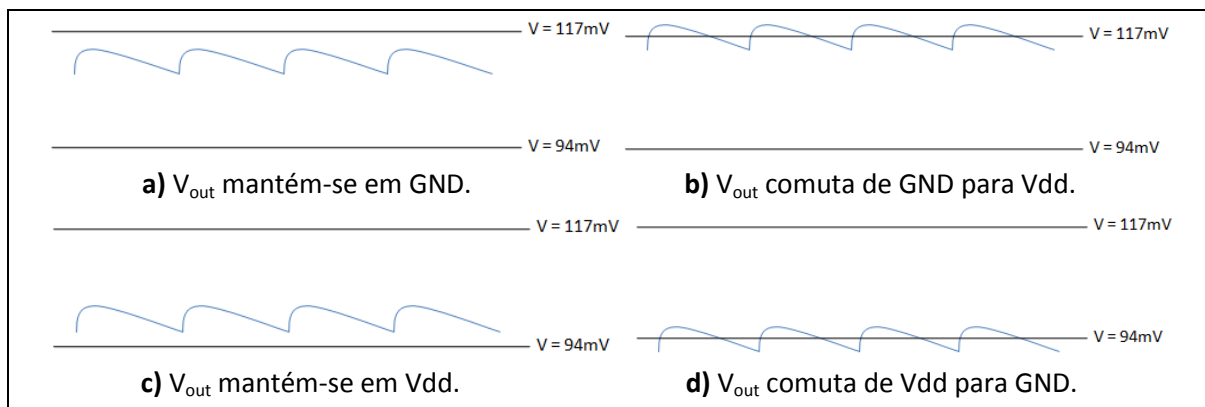 V = 117mV
V = 94mV
a) Vout mantém-se em GND.
V = 117mV
V = 94mV
b) Vout comuta de GND para Vdd.
V = 117mV
V = 94mV
c) Vout mantém-se em Vdd.
V = 117mV
V = 94mV
d) Vout comuta de Vdd para GND.